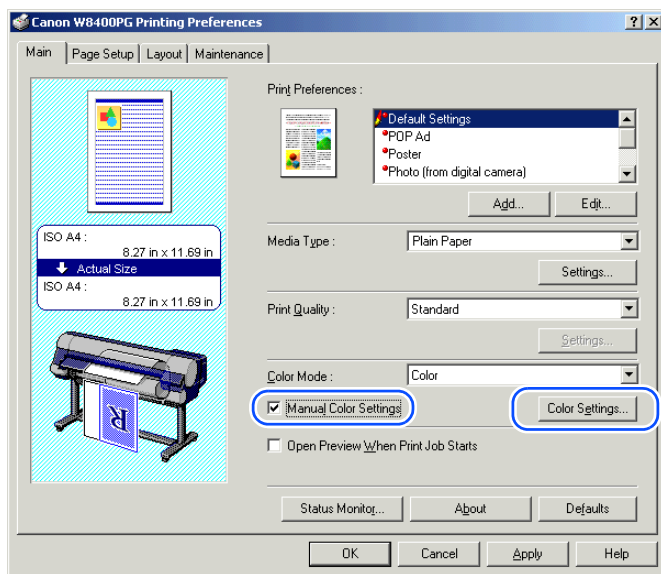 Canon W8400PG Printing Preferences
Main Page Setup Layout Maintenance
Print Preferences :
Default Settings
POP Ad
Poster
Photo (from digital camera)
Add... Edit...
ISO A4 :
8.27 in x 11.69 in
Actual Size
ISO A4 :
8.27 in x 11.69 in
Media Type : Plain Paper
Settings...
Print Quality : Standard
Settings...
Color Mode : Color
Manual Color Settings Color Settings...
Open Preview When Print Job Starts
R
Status Monitor... About Defaults
OK Cancel Apply Help